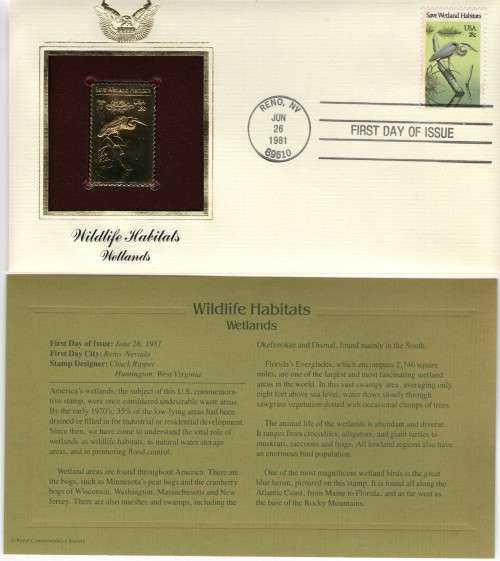 Save Wetland Habitats
USA
18c
Save Wetland Habitats
USA
18c
RENO, NV
JUN
26
1981
89510
FIRST DAY OF ISSUE
Wildlife Habitats
Wetlands
Wildlife Habitats
Wetlands
First Day of Issue: June 26, 1981
First Day City: Reno, Nevada
Stamp Designer: Chuck Ripper
Huntington, West Virginia
America's wetlands, the subject of this U.S. commemora-
tive stamp, were once considered undesirable waste areas.
By the early 1970's, 35% of the low-lying areas had been
drained or filled in for industrial or residential development.
Since then, we have come to understand the vital role of
wetlands as wildlife habitats, as natural water storage
areas, and in promoting flood control.
Wetland areas are found throughout America. There are
the bogs, such as Minnesota's peat bogs and the cranberry
bogs of Wisconsin, Washington, Massachusetts and New
Jersey. There are also marshes and swamps, including the
Okefenokee and Dismal, found mainly in the South.
Florida's Everglades, which encompass 2,746 square
miles, are one of the largest and most fascinating wetland
areas in the world. In this vast swampy area, averaging only
eight feet above sea level, water flows slowly through
sawgrass vegetation dotted with occasional clumps of trees.
The animal life of the wetlands is abundant and diverse.
It ranges from crocodiles, alligators, and giant turtles to
muskrats, raccoons and frogs. All lowland regions also have
an enormous bird population.
One of the most magnificent wetland birds is the great
blue heron, pictured on this stamp. It is found all along the
Atlantic Coast, from Maine to Florida, and as far west as
the base of the Rocky Mountains.
© Postal Commemorative Society